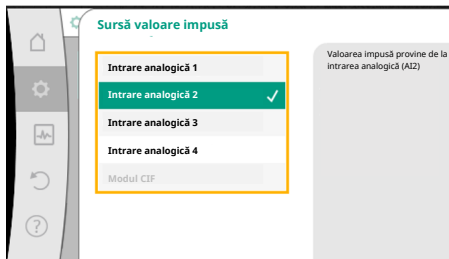 Sursă valoare impusă
Intrare analogică 1
Intrare analogică 2
Intrare analogică 3
Intrare analogică 4
Modul CIF
Valoarea impusă provine de la
intrarea analogică (AI2)